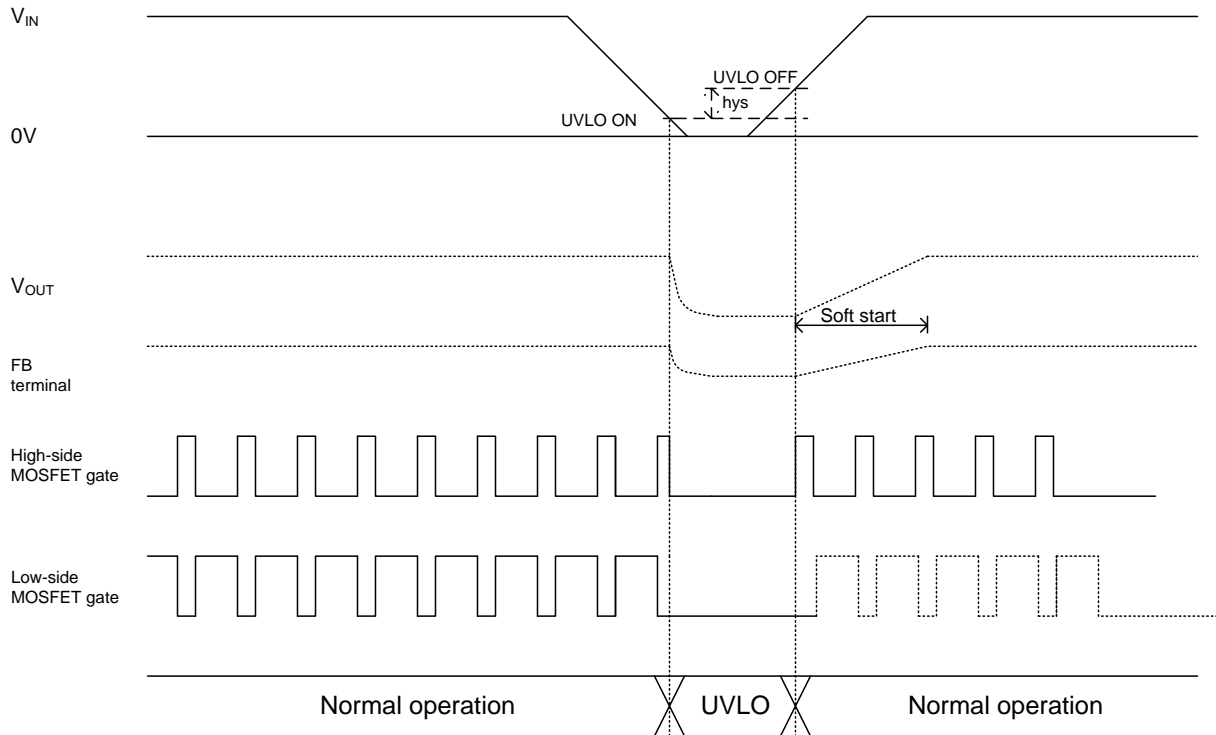 VIN
UVLO OFF
hys
UVLO ON
0V
VOUT
Soft start
FB
terminal
High-side
MOSFET gate
Low-side
MOSFET gate
Normal operation
UVLO
Normal operation